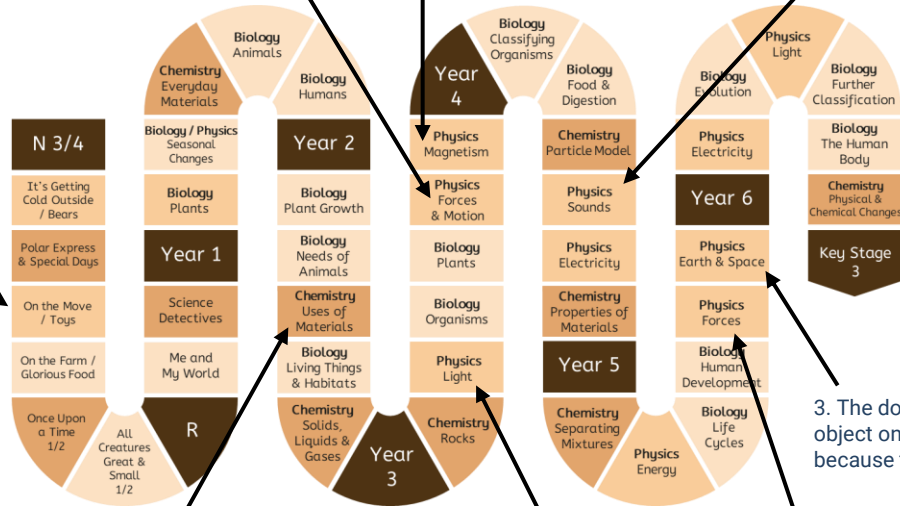 N 3/4
It's Getting
Cold Outside
/ Bears
Polar Express
& Special Days
On the Move
/ Toys
On the Farm /
Glorious Food
Once Upon
a Time
1/2
All
Creatures
Great &
Small
1/2
R
Me and
My World
Science
Detectives
Year 1
Biology
Plants
Biology / Physics
Seasonal
Changes
Chemistry
Everyday
Materials
Biology
Animals
Biology
Humans
Year 2
Biology
Plant Growth
Biology
Needs of
Animals
Chemistry
Uses of
Materials
Biology
Living Things
& Habitats
Chemistry
Solids,
Liquids &
Gases
Year
3
Chemistry
Rocks
Physics
Light
Biology
Organisms
Biology
Plants
Physics
Forces
& Motion
Physics
Magnetism
Year
4
Biology
Classifying
Organisms
Biology
Food &
Digestion
Chemistry
Particle Model
Physics
Sounds
Physics
Electricity
Chemistry
Properties of
Materials
Year 5
Chemistry
Separating
Mixtures
Physics
Energy
Biology
Life
Cycles
Biology
Human
Development
Physics
Forces
Physics
Earth & Space
Year 6
Physics
Electricity
Biology
Evolution
Physics
Light
Biology
Further
Classification
Biology
The Human
Body
Chemistry
Physical &
Chemical Changes
Key Stage
3
3. The do
object on
because